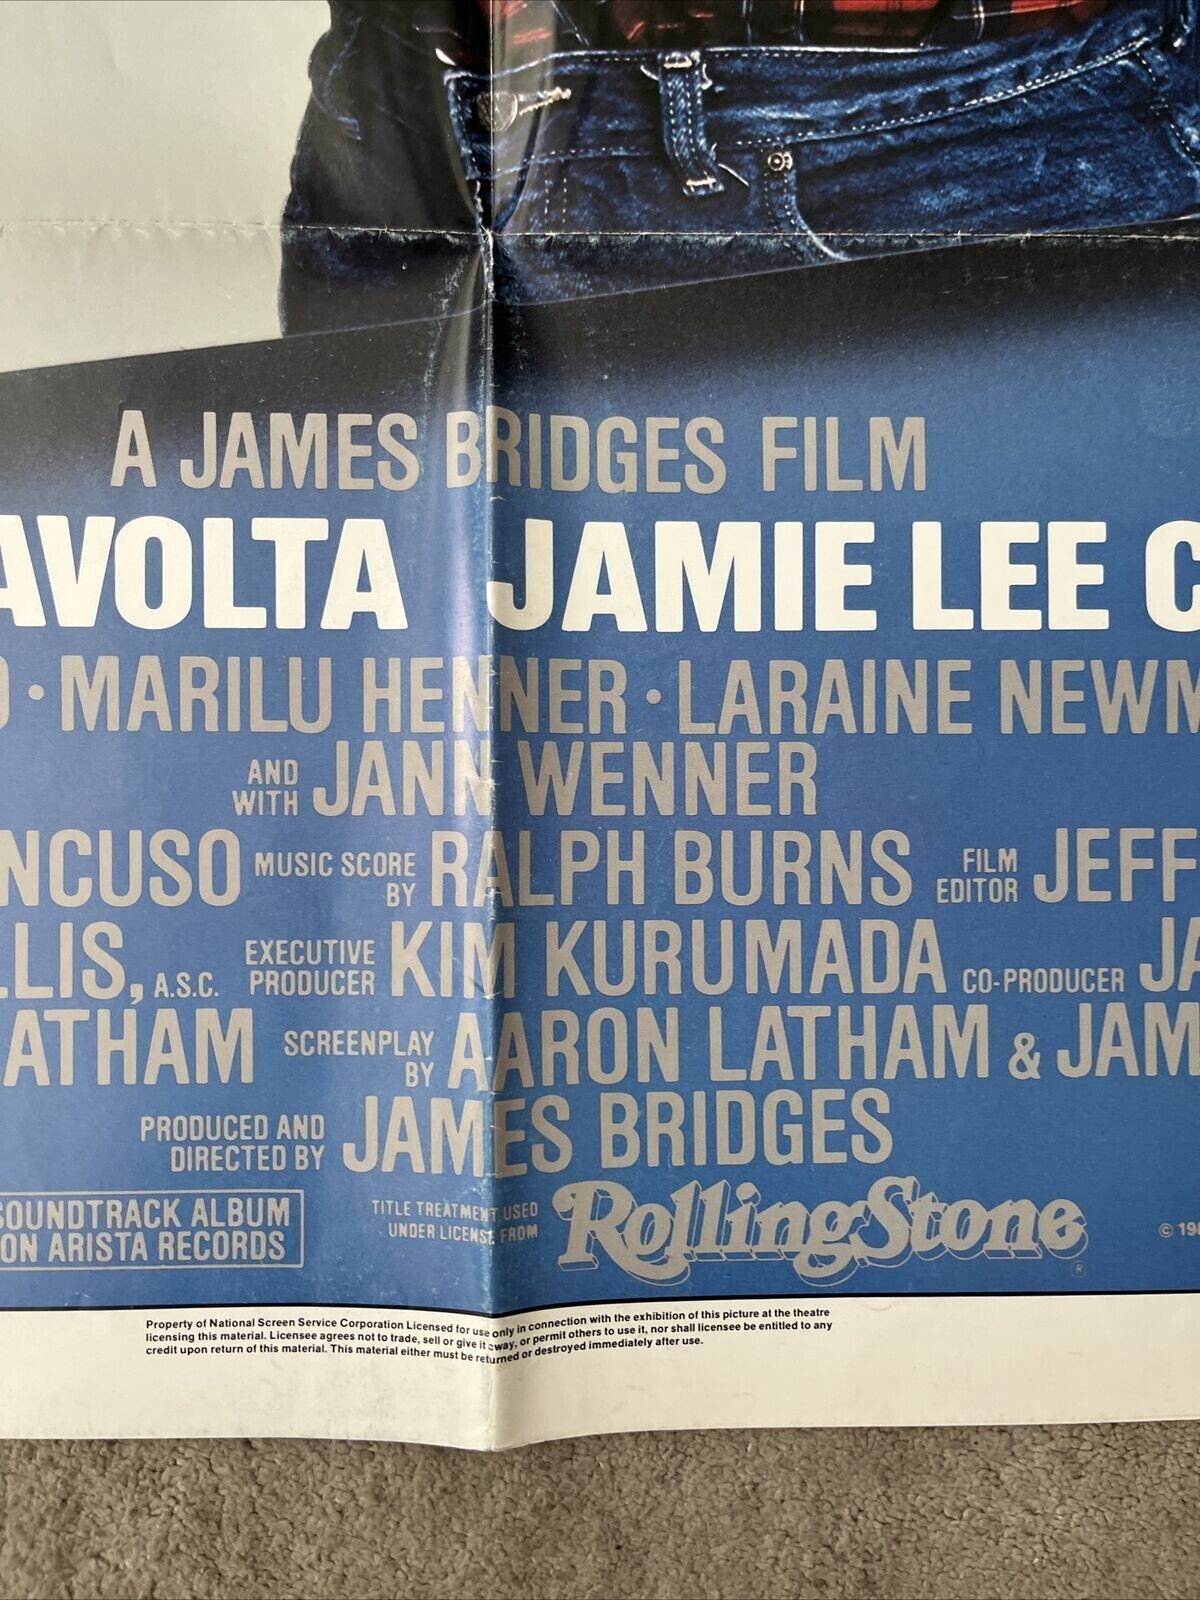 A JAMES BRIDGES FILM
AVOLTA JAMIE LEE C
· MARILU HENNER · LARAINE NEWM
AND WITH JANN WENNER
NCUSO MUSIC SCORE BY RALPH BURNS FILM EDITOR JEFF
LLIS, A.S.C. EXECUTIVE PRODUCER KIM KURUMADA CO-PRODUCER JA
LATHAM SCREENPLAY BY AARON LATHAM & JAM
PRODUCED AND DIRECTED BY JAMES BRIDGES
SOUNDTRACK ALBUM
ON ARISTA RECORDS
TITLE TREATMENT USED
UNDER LICENSE FROM
RollingStone ®
© 198
Property of National Screen Service Corporation Licensed for use only in connection with the exhibition of this picture at the theatre
licensing this material. Licensee agrees not to trade, sell or give it away, or permit others to use it, nor shall licensee be entitled to any
credit upon return of this material. This material either must be returned or destroyed immediately after use.